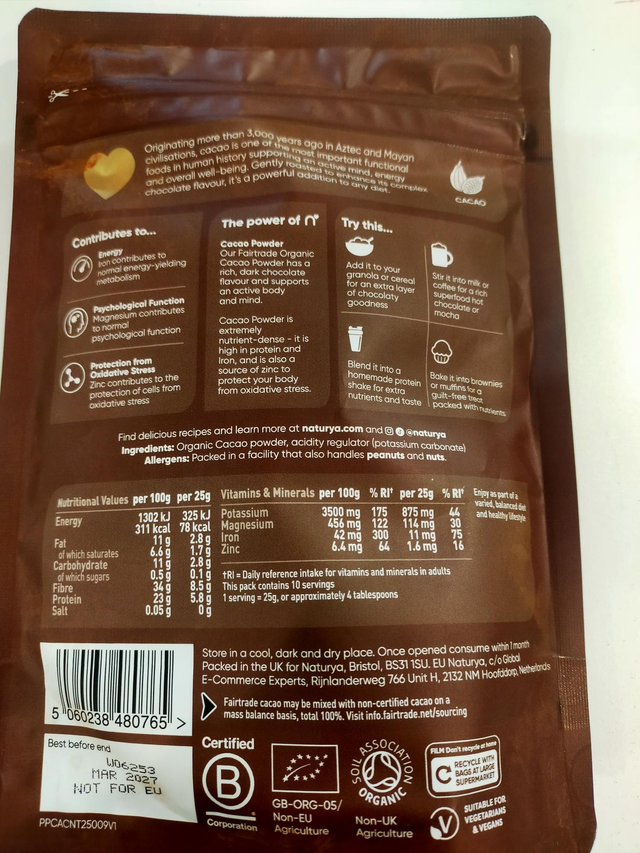 Originating more than 3,000 years ago in Aztec and Mayan
civilisations, cacao is one of the most important functional
foods in human history supporting an active mind, energy
and overall well-being. Gently roasted to enhance its complex
chocolate flavour, it's a powerful addition to any diet.
CACAO
Contributes to...
Energy
Iron contributes to
normal energy-yielding
metabolism
Psychological Function
Magnesium contributes
to normal
psychological function
Protection from
Oxidative Stress
Zinc contributes to the
protection of cells from
oxidative stress
The power of n
Cacao Powder
Our Fairtrade Organic
Cacao Powder has a
rich, dark chocolate
flavour and supports
an active body
and mind.
Cacao Powder is
extremely
nutrient-dense - it is
high in protein and
Iron, and is also a
source of zinc to
protect your body
from oxidative stress.
Try this...
Add it to your
granola or cereal
for an extra layer
of chocolaty
goodness
Stir it into milk or
coffee for a rich
superfood hot
chocolate or
mocha
Blend it into a
homemade protein
shake for extra
nutrients and taste
Bake it into brownies
or muffins for a
guilt-free treat
packed with nutrients
Find delicious recipes and learn more at naturya.com and @naturya
Ingredients: Organic Cacao powder, acidity regulator (potassium carbonate)
Allergens: Packed in a facility that also handles peanuts and nuts.
Nutritional Values per 100g per 25g
Energy 1302 kJ 325 kJ
311 kcal 78 kcal
Fat 11 g 2.8 g
of which saturates 6.6 g 1.7 g
Carbohydrate 11 g 2.8 g
of which sugars 0.5 g 0.1 g
Fibre 34 g 8.5 g
Protein 23 g 5.8 g
Salt 0.05 g 0 g
Vitamins & Minerals per 100g % RI† per 25g % RI†
Potassium 3500 mg 175 875 mg 44
Magnesium 456 mg 122 114 mg 30
Iron 42 mg 300 11 mg 75
Zinc 6.4 mg 64 1.6 mg 16
†RI = Daily reference intake for vitamins and minerals in adults
This pack contains 10 servings
1 serving = 25g, or approximately 4 tablespoons
Enjoy as part of a
varied, balanced diet
and healthy lifestyle
Store in a cool, dark and dry place. Once opened consume within 1 month
Packed in the UK for Naturya, Bristol, BS31 1SU. EU Naturya, c/o Global
E-Commerce Experts, Rijnlanderweg 766 Unit H, 2132 NM Hoofddorp, Netherlands
Fairtrade cacao may be mixed with non-certified cacao on a
mass balance basis, total 100%. Visit info.fairtrade.net/sourcing
5 060238 480765 >
Best before end
W06253
MAR 2027
NOT FOR EU
PPCACNT25009V1
Certified
B
Corporation
GB-ORG-05/
Non-EU
Agriculture
SOIL ASSOCIATION
ORGANIC
Non-UK
Agriculture
FILM Don't recycle at home
RECYCLE WITH
BAGS AT LARGE
SUPERMARKET
SUITABLE FOR
VEGETARIANS
& VEGANS